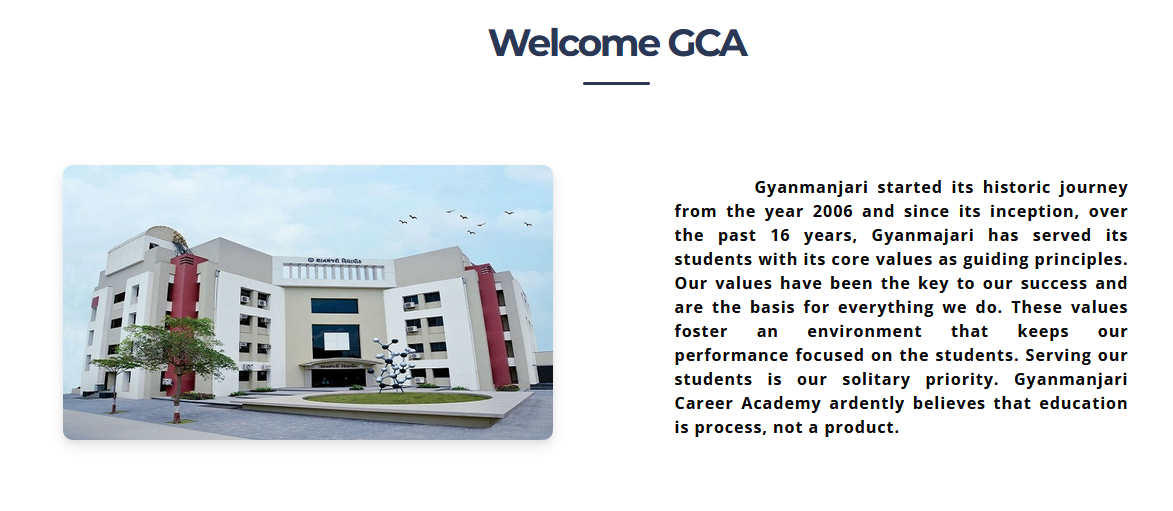 Welcome GCA
જ્ઞાનમંજરી વિદ્યાપીઠ
Gyanmanjari started its historic journey
from the year 2006 and since its inception, over
the past 16 years, Gyanmajari has served its
students with its core values as guiding principles.
Our values have been the key to our success and
are the basis for everything we do. These values
foster an environment that keeps our
performance focused on the students. Serving our
students is our solitary priority. Gyanmanjari
Career Academy ardently believes that education
is process, not a product.